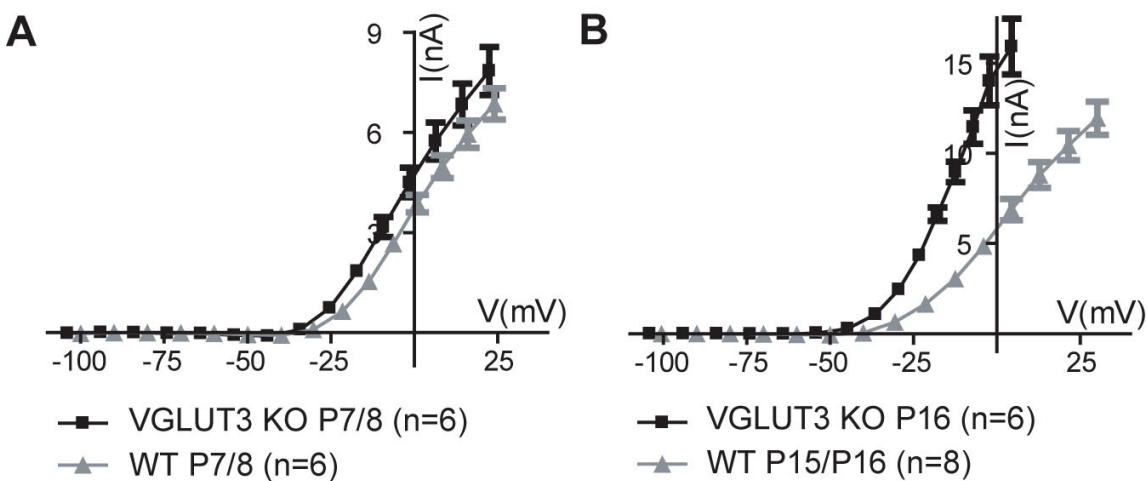 A
9
I(nA)
6
3
V(mV)
-100 -75 -50 -25 25
VGLUT3 KO P7/8 (n=6)
WT P7/8 (n=6)
B
15
I(nA)
10
5
V(mV)
-100 -75 -50 -25 25
VGLUT3 KO P16 (n=6)
WT P15/P16 (n=8)